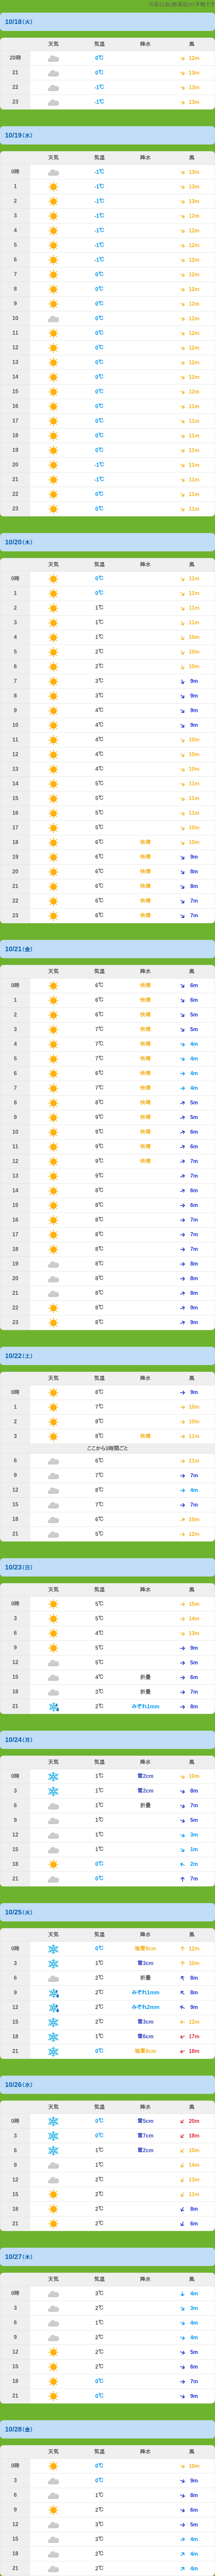 10/18(火)
天気 気温 降水 風
20時 0℃ 12m
21 0℃ 13m
22 -1℃ 13m
23 -1℃ 13m
10/19(水)
天気 気温 降水 風
0時 -1℃ 13m
1 -1℃ 13m
2 -1℃ 13m
3 -1℃ 12m
4 -1℃ 12m
5 -1℃ 12m
6 -1℃ 12m
7 0℃ 12m
8 0℃ 12m
9 0℃ 12m
10 0℃ 12m
11 0℃ 12m
12 0℃ 12m
13 0℃ 12m
14 0℃ 12m
15 0℃ 12m
16 0℃ 11m
17 0℃ 11m
18 0℃ 11m
19 0℃ 11m
20 -1℃ 11m
21 -1℃ 11m
22 0℃ 11m
23 0℃ 11m
10/20(木)
天気 気温 降水 風
0時 0℃ 11m
1 0℃ 11m
2 1℃ 11m
3 1℃ 11m
4 1℃ 10m
5 2℃ 10m
6 2℃ 10m
7 3℃ 9m
8 3℃ 9m
9 4℃ 9m
10 4℃ 9m
11 4℃ 10m
12 4℃ 10m
13 4℃ 10m
14 5℃ 11m
15 5℃ 11m
16 5℃ 11m
17 5℃ 10m
18 6℃ 快晴 10m
19 6℃ 快晴 9m
20 6℃ 快晴 8m
21 6℃ 快晴 8m
22 6℃ 快晴 7m
23 6℃ 快晴 7m
10/21(金)
天気 気温 降水 風
0時 6℃ 快晴 6m
1 6℃ 快晴 6m
2 6℃ 快晴 5m
3 7℃ 快晴 5m
4 7℃ 快晴 4m
5 7℃ 快晴 4m
6 7℃ 快晴 4m
7 7℃ 快晴 4m
8 8℃ 快晴 5m
9 9℃ 快晴 5m
10 9℃ 快晴 6m
11 9℃ 快晴 6m
12 9℃ 快晴 7m
13 9℃ 7m
14 8℃ 6m
15 8℃ 6m
16 8℃ 7m
17 8℃ 7m
18 8℃ 7m
19 8℃ 8m
20 8℃ 8m
21 8℃ 8m
22 8℃ 9m
23 8℃ 9m
10/22(土)
天気 気温 降水 風
0時 8℃ 9m
1 7℃ 10m
2 8℃ 10m
3 8℃ 快晴 11m
ここから3時間ごと
6 6℃ 11m
9 7℃ 7m
12 8℃ 4m
15 7℃ 7m
18 6℃ 10m
21 5℃ 12m
10/23(日)
天気 気温 降水 風
0時 5℃ 15m
3 5℃ 14m
6 4℃ 13m
9 5℃ 9m
12 5℃ 5m
15 4℃ 折曇 6m
18 3℃ 折曇 7m
21 2℃ みぞれ1mm 8m
10/24(月)
天気 気温 降水 風
0時 1℃ 雪2cm 10m
3 1℃ 雪2cm 8m
6 1℃ 折曇 7m
9 1℃ 5m
12 1℃ 3m
15 1℃ 1m
18 0℃ 2m
21 0℃ 7m
10/25(火)
天気 気温 降水 風
0時 0℃ 強雪9cm 12m
3 1℃ 雪3cm 10m
6 2℃ 折曇 8m
9 2℃ みぞれ1mm 8m
12 2℃ みぞれ2mm 9m
15 2℃ 雪3cm 12m
18 1℃ 雪6cm 17m
21 0℃ 強雪8cm 18m
10/26(水)
天気 気温 降水 風
0時 0℃ 雪5cm 20m
3 0℃ 雪7cm 18m
6 1℃ 雪2cm 15m
9 1℃ 14m
12 2℃ 13m
15 2℃ 11m
18 2℃ 8m
21 2℃ 6m
10/27(木)
天気 気温 降水 風
0時 3℃ 4m
3 2℃ 3m
6 1℃ 4m
9 2℃ 4m
12 2℃ 5m
15 2℃ 6m
18 0℃ 7m
21 0℃ 9m
10/28(金)
天気 気温 降水 風
0時 0℃ 10m
3 0℃ 9m
6 1℃ 8m
9 2℃ 6m
12 3℃ 5m
15 3℃ 4m
18 2℃ 4m
21 2℃ 4m